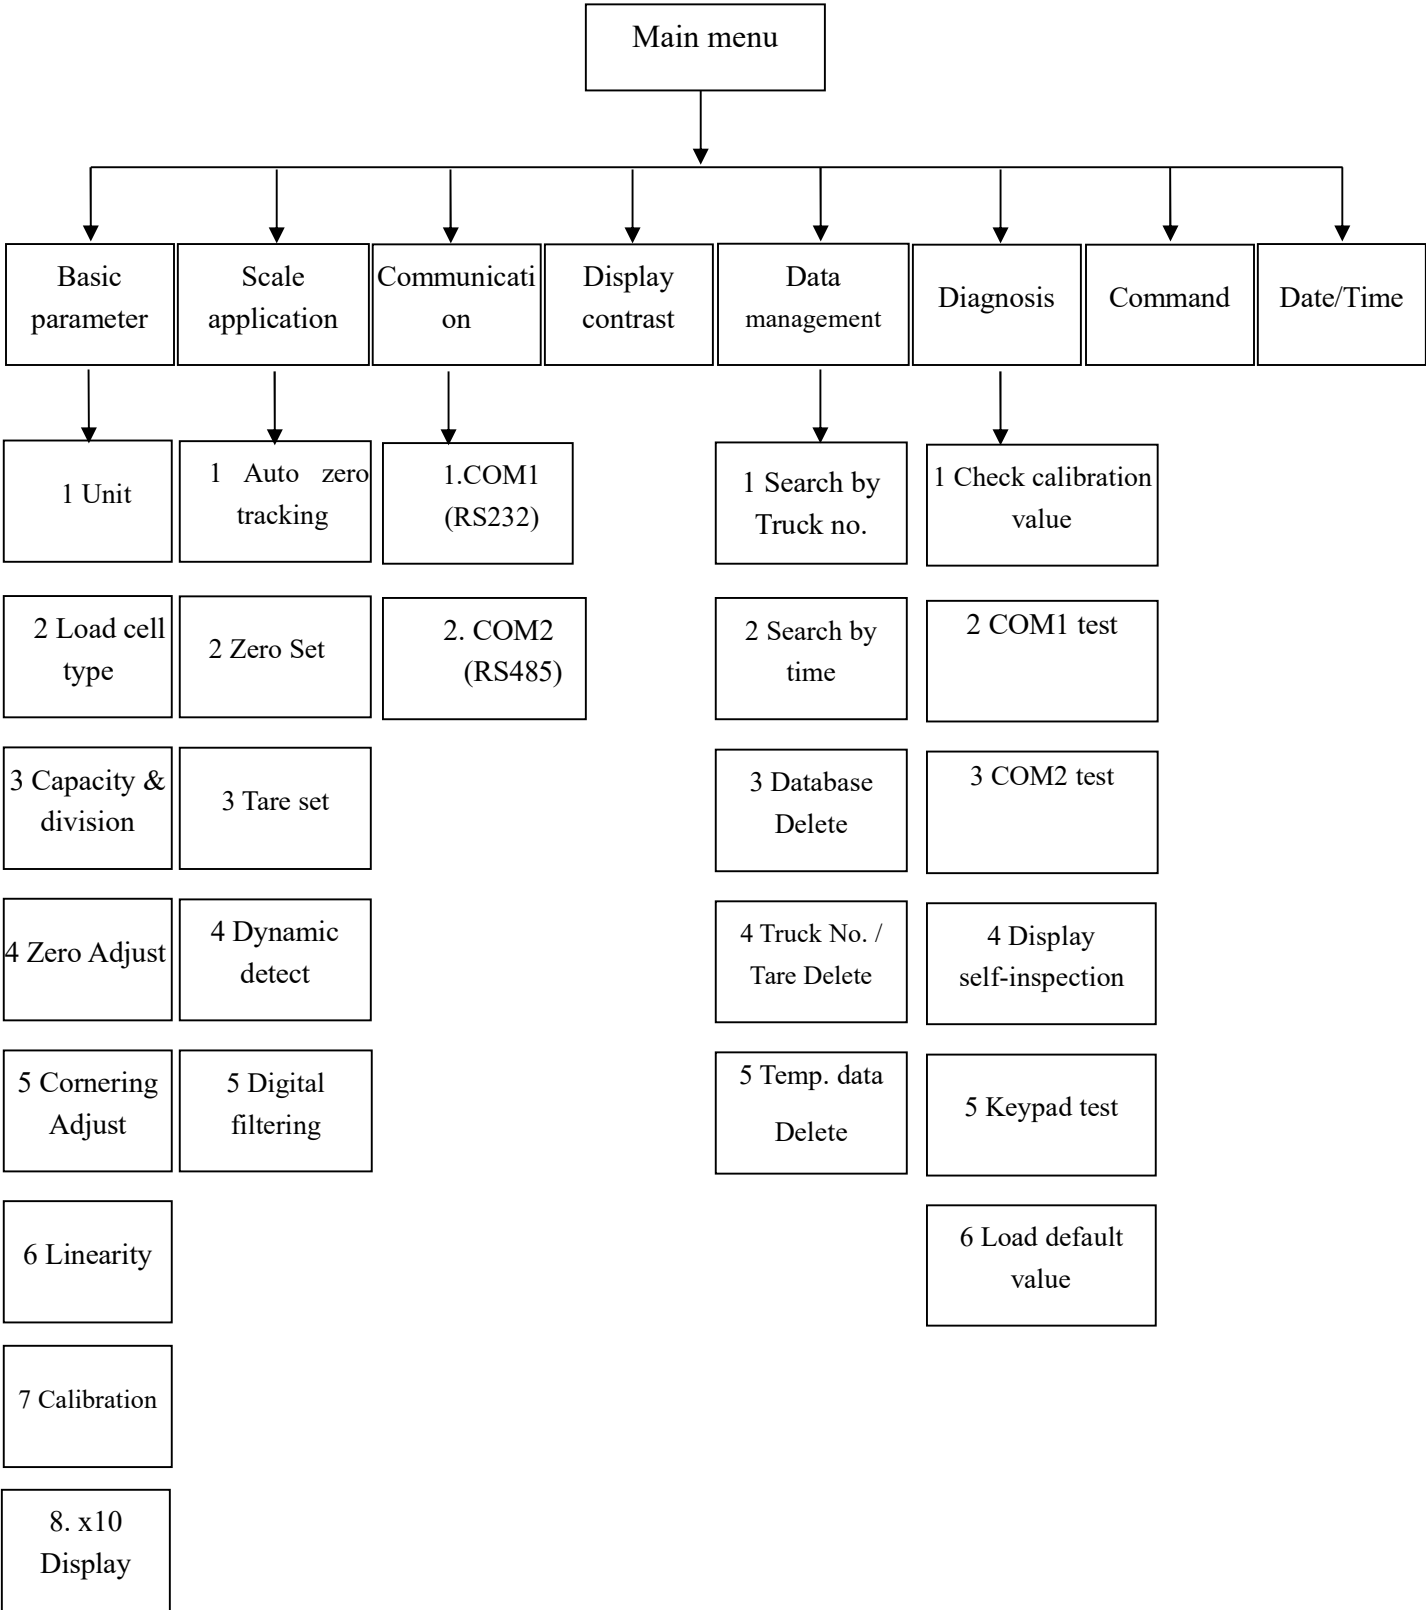 Main menu
Basic
parameter
Scale
application
Communicati
on
Display
contrast
Data
management
Diagnosis
Command
Date/Time
1 Unit
2 Load cell
type
3 Capacity &
division
4 Zero Adjust
5 Cornering
Adjust
6 Linearity
7 Calibration
8. x10
Display
1 Auto zero
tracking
2 Zero Set
3 Tare set
4 Dynamic
detect
5 Digital
filtering
1.COM1
(RS232)
2. COM2
(RS485)
1 Search by
Truck no.
2 Search by
time
3 Database
Delete
4 Truck No. /
Tare Delete
5 Temp. data
Delete
1 Check calibration
value
2 COM1 test
3 COM2 test
4 Display
self-inspection
5 Keypad test
6 Load default
value